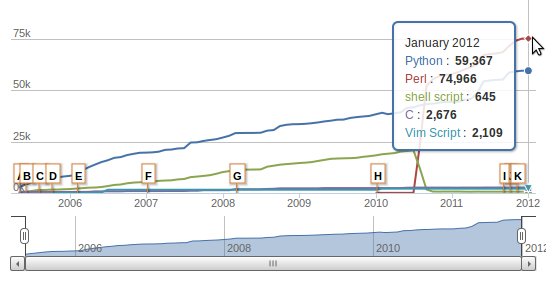 75k
50k
25k
0k
January 2012
Python : 59,367
Perl : 74,966
shell script : 645
C : 2,676
Vim Script : 2,109
B C D E F G H K
2006 2007 2008 2009 2010 2011 2012
2006 2008 2010 2012